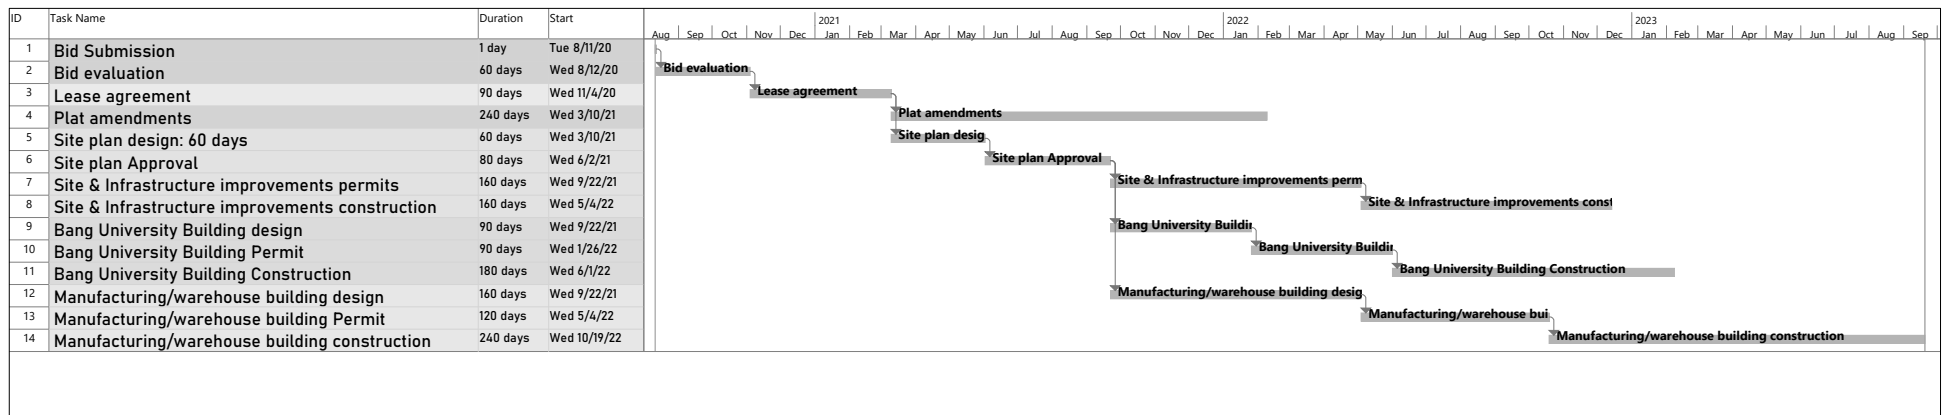 ID Task Name Duration Start
2021 2022 2023
Aug Sep Oct Nov Dec Jan Feb Mar Apr May Jun Jul Aug Sep Oct Nov Dec Jan Feb Mar Apr May Jun Jul Aug Sep Oct Nov Dec Jan Feb Mar Apr May Jun Jul Aug Sep
1 Bid Submission 1 day Tue 8/11/20
2 Bid evaluation 60 days Wed 8/12/20 Bid evaluation
3 Lease agreement 90 days Wed 11/4/20 Lease agreement
4 Plat amendments 240 days Wed 3/10/21 Plat amendments
5 Site plan design: 60 days 60 days Wed 3/10/21 Site plan desig
6 Site plan Approval 80 days Wed 6/2/21 Site plan Approval
7 Site & Infrastructure improvements permits 160 days Wed 9/22/21 Site & Infrastructure improvements perm
8 Site & Infrastructure improvements construction 160 days Wed 5/4/22 Site & Infrastructure improvements const
9 Bang University Building design 90 days Wed 9/22/21 Bang University Buildin
10 Bang University Building Permit 90 days Wed 1/26/22 Bang University Buildin
11 Bang University Building Construction 180 days Wed 6/1/22 Bang University Building Construction
12 Manufacturing/warehouse building design 160 days Wed 9/22/21 Manufacturing/warehouse building desig
13 Manufacturing/warehouse building Permit 120 days Wed 5/4/22 Manufacturing/warehouse bui
14 Manufacturing/warehouse building construction 240 days Wed 10/19/22 Manufacturing/warehouse building construction